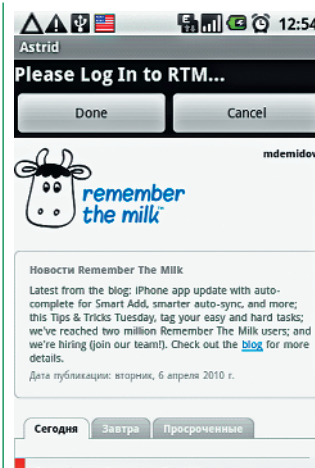 12:54
Astrid
Please Log In to RTM...
Done
Cancel
mdemidov
remember
the milk™
Новости Remember The Milk
Latest from the blog: iPhone app update with auto-
complete for Smart Add, smarter auto-sync, and more;
this Tips & Tricks Tuesday, tag your easy and hard tasks;
we've reached two million Remember The Milk users; and
we're hiring (join our team!). Check out the blog for more
details.
Дата публикации: вторник, 6 апреля 2010 г.
Сегодня
Завтра
Просроченные